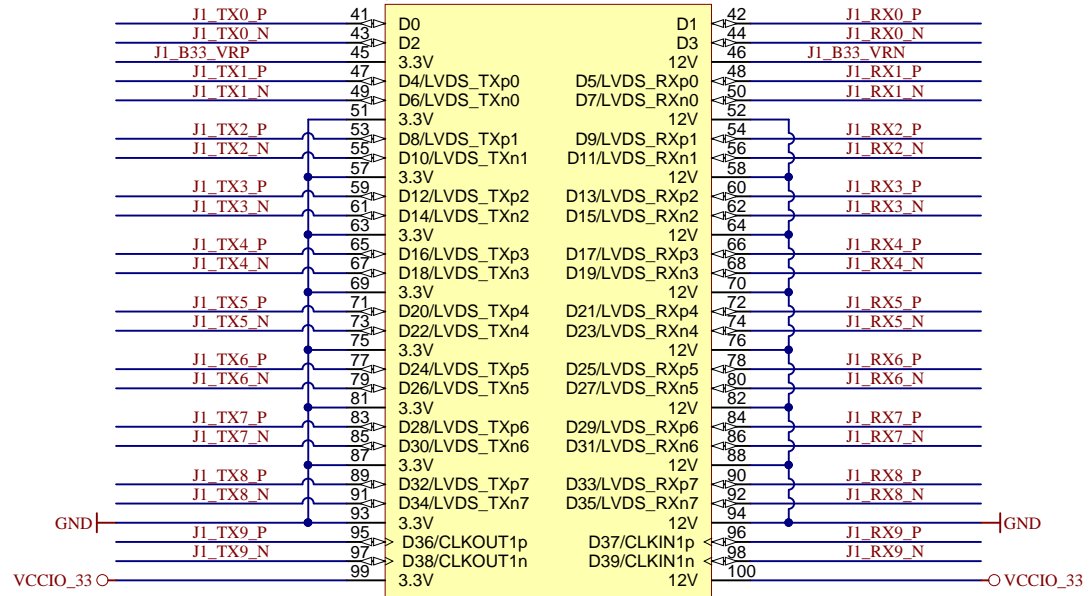 J1_TX0_P 41 D0 D1 42 J1_RX0_P
J1_TX0_N 43 D2 D3 44 J1_RX0_N
J1_B33_VRP 45 3.3V 12V 46 J1_B33_VRN
J1_TX1_P 47 D4/LVDS_TXp0 D5/LVDS_RXp0 48 J1_RX1_P
J1_TX1_N 49 D6/LVDS_TXn0 D7/LVDS_RXn0 50 J1_RX1_N
51 3.3V 12V 52
J1_TX2_P 53 D8/LVDS_TXp1 D9/LVDS_RXp1 54 J1_RX2_P
J1_TX2_N 55 D10/LVDS_TXn1 D11/LVDS_RXn1 56 J1_RX2_N
57 3.3V 12V 58
J1_TX3_P 59 D12/LVDS_TXp2 D13/LVDS_RXp2 60 J1_RX3_P
J1_TX3_N 61 D14/LVDS_TXn2 D15/LVDS_RXn2 62 J1_RX3_N
63 3.3V 12V 64
J1_TX4_P 65 D16/LVDS_TXp3 D17/LVDS_RXp3 66 J1_RX4_P
J1_TX4_N 67 D18/LVDS_TXn3 D19/LVDS_RXn3 68 J1_RX4_N
69 3.3V 12V 70
J1_TX5_P 71 D20/LVDS_TXp4 D21/LVDS_RXp4 72 J1_RX5_P
J1_TX5_N 73 D22/LVDS_TXn4 D23/LVDS_RXn4 74 J1_RX5_N
75 3.3V 12V 76
J1_TX6_P 77 D24/LVDS_TXp5 D25/LVDS_RXp5 78 J1_RX6_P
J1_TX6_N 79 D26/LVDS_TXn5 D27/LVDS_RXn5 80 J1_RX6_N
81 3.3V 12V 82
J1_TX7_P 83 D28/LVDS_TXp6 D29/LVDS_RXp6 84 J1_RX7_P
J1_TX7_N 85 D30/LVDS_TXn6 D31/LVDS_RXn6 86 J1_RX7_N
87 3.3V 12V 88
J1_TX8_P 89 D32/LVDS_TXp7 D33/LVDS_RXp7 90 J1_RX8_P
J1_TX8_N 91 D34/LVDS_TXn7 D35/LVDS_RXn7 92 J1_RX8_N
GND 93 3.3V 12V 94 GND
J1_TX9_P 95 D36/CLKOUT1p D37/CLKIN1p 96 J1_RX9_P
J1_TX9_N 97 D38/CLKOUT1n D39/CLKIN1n 98 J1_RX9_N
VCCIO_33 99 3.3V 12V 100 VCCIO_33